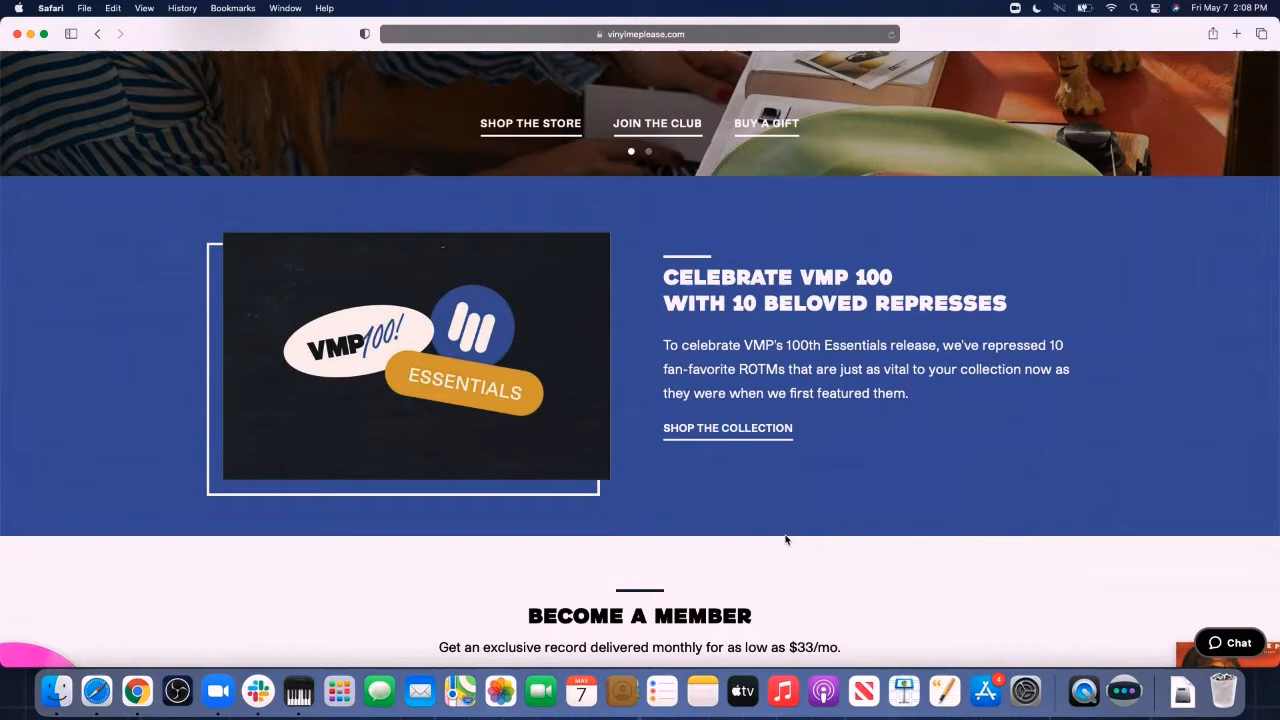 Safari File Edit View History Bookmarks Window Help Fri May 7 2:08 PM
vinylmeplease.com
SHOP THE STORE JOIN THE CLUB BUY A GIFT
VMP100!
ESSENTIALS
CELEBRATE VMP 100
WITH 10 BELOVED REPRESSES
To celebrate VMP's 100th Essentials release, we've repressed 10
fan-favorite ROTMs that are just as vital to your collection now as
they were when we first featured them.
SHOP THE COLLECTION
BECOME A MEMBER
Get an exclusive record delivered monthly for as low as $33/mo.
Chat
MAY
7
tv
4